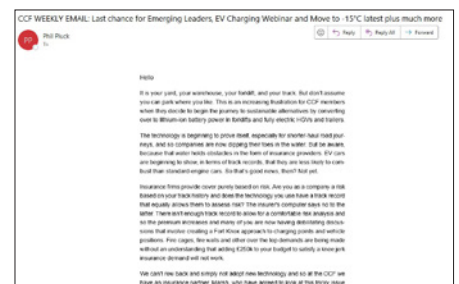 CCF WEEKLY EMAIL: Last chance for Emerging Leaders, EV Charging Webinar and Move to -15°C latest plus much more
PP
Phil Pluck
To
Reply
Reply All
Forward
Hello
It is your yard, your warehouse, your forklift, and your truck. But don't assume
you can park where you like. This is an increasing frustration for CCF members
when they decide to begin the journey to sustainable alternatives by converting
over to lithium-ion battery power in forklifts and fully electric HGVs and trailers.
The technology is beginning to prove itself, especially for shorter-haul road jour-
neys, and so companies are now dipping their toes in the water. But be aware,
because that water holds obstacles in the form of insurance providers. EV cars
are beginning to show, in terms of track records, that they are less likely to com-
bust than standard engine cars. So that's good news, then? Not yet.
Insurance firms provide cover purely based on risk. Are you as a company a risk
based on your track history and does the technology you use have a track record
that equally allows them to assess risk? The insurer's computer says no to the
latter. There isn't enough track record to allow for a comfortable risk analysis and
so the premium increases and many of you are now having debilitating discus-
sions that involve creating a Fort Knox approach to charging points and vehicle
positions. Fire cages, fire walls and other over the top demands are being made
without an understanding that adding £250k to your budget to satisfy a knee jerk
insurance demand will not work.
We can't row back and simply not adopt new technology and so at the CCF we
have an insurance partner who have agreed to look at this tricky issue